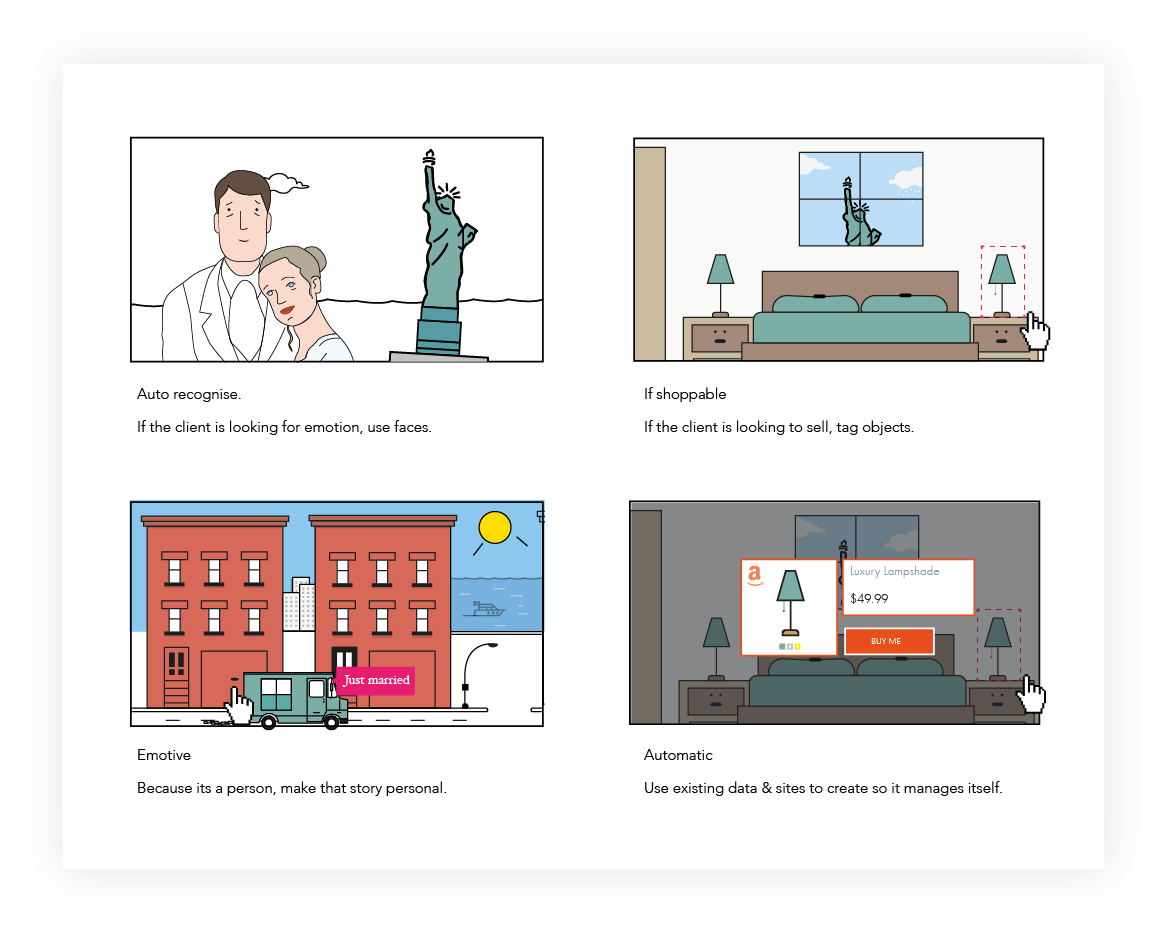 Auto recognise.
If the client is looking for emotion, use faces.
If shoppable
If the client is looking to sell, tag objects.
Just married
Emotive
Because its a person, make that story personal.
a
Luxury Lampshade
$49.99
BUY ME
Automatic
Use existing data & sites to create so it manages itself.